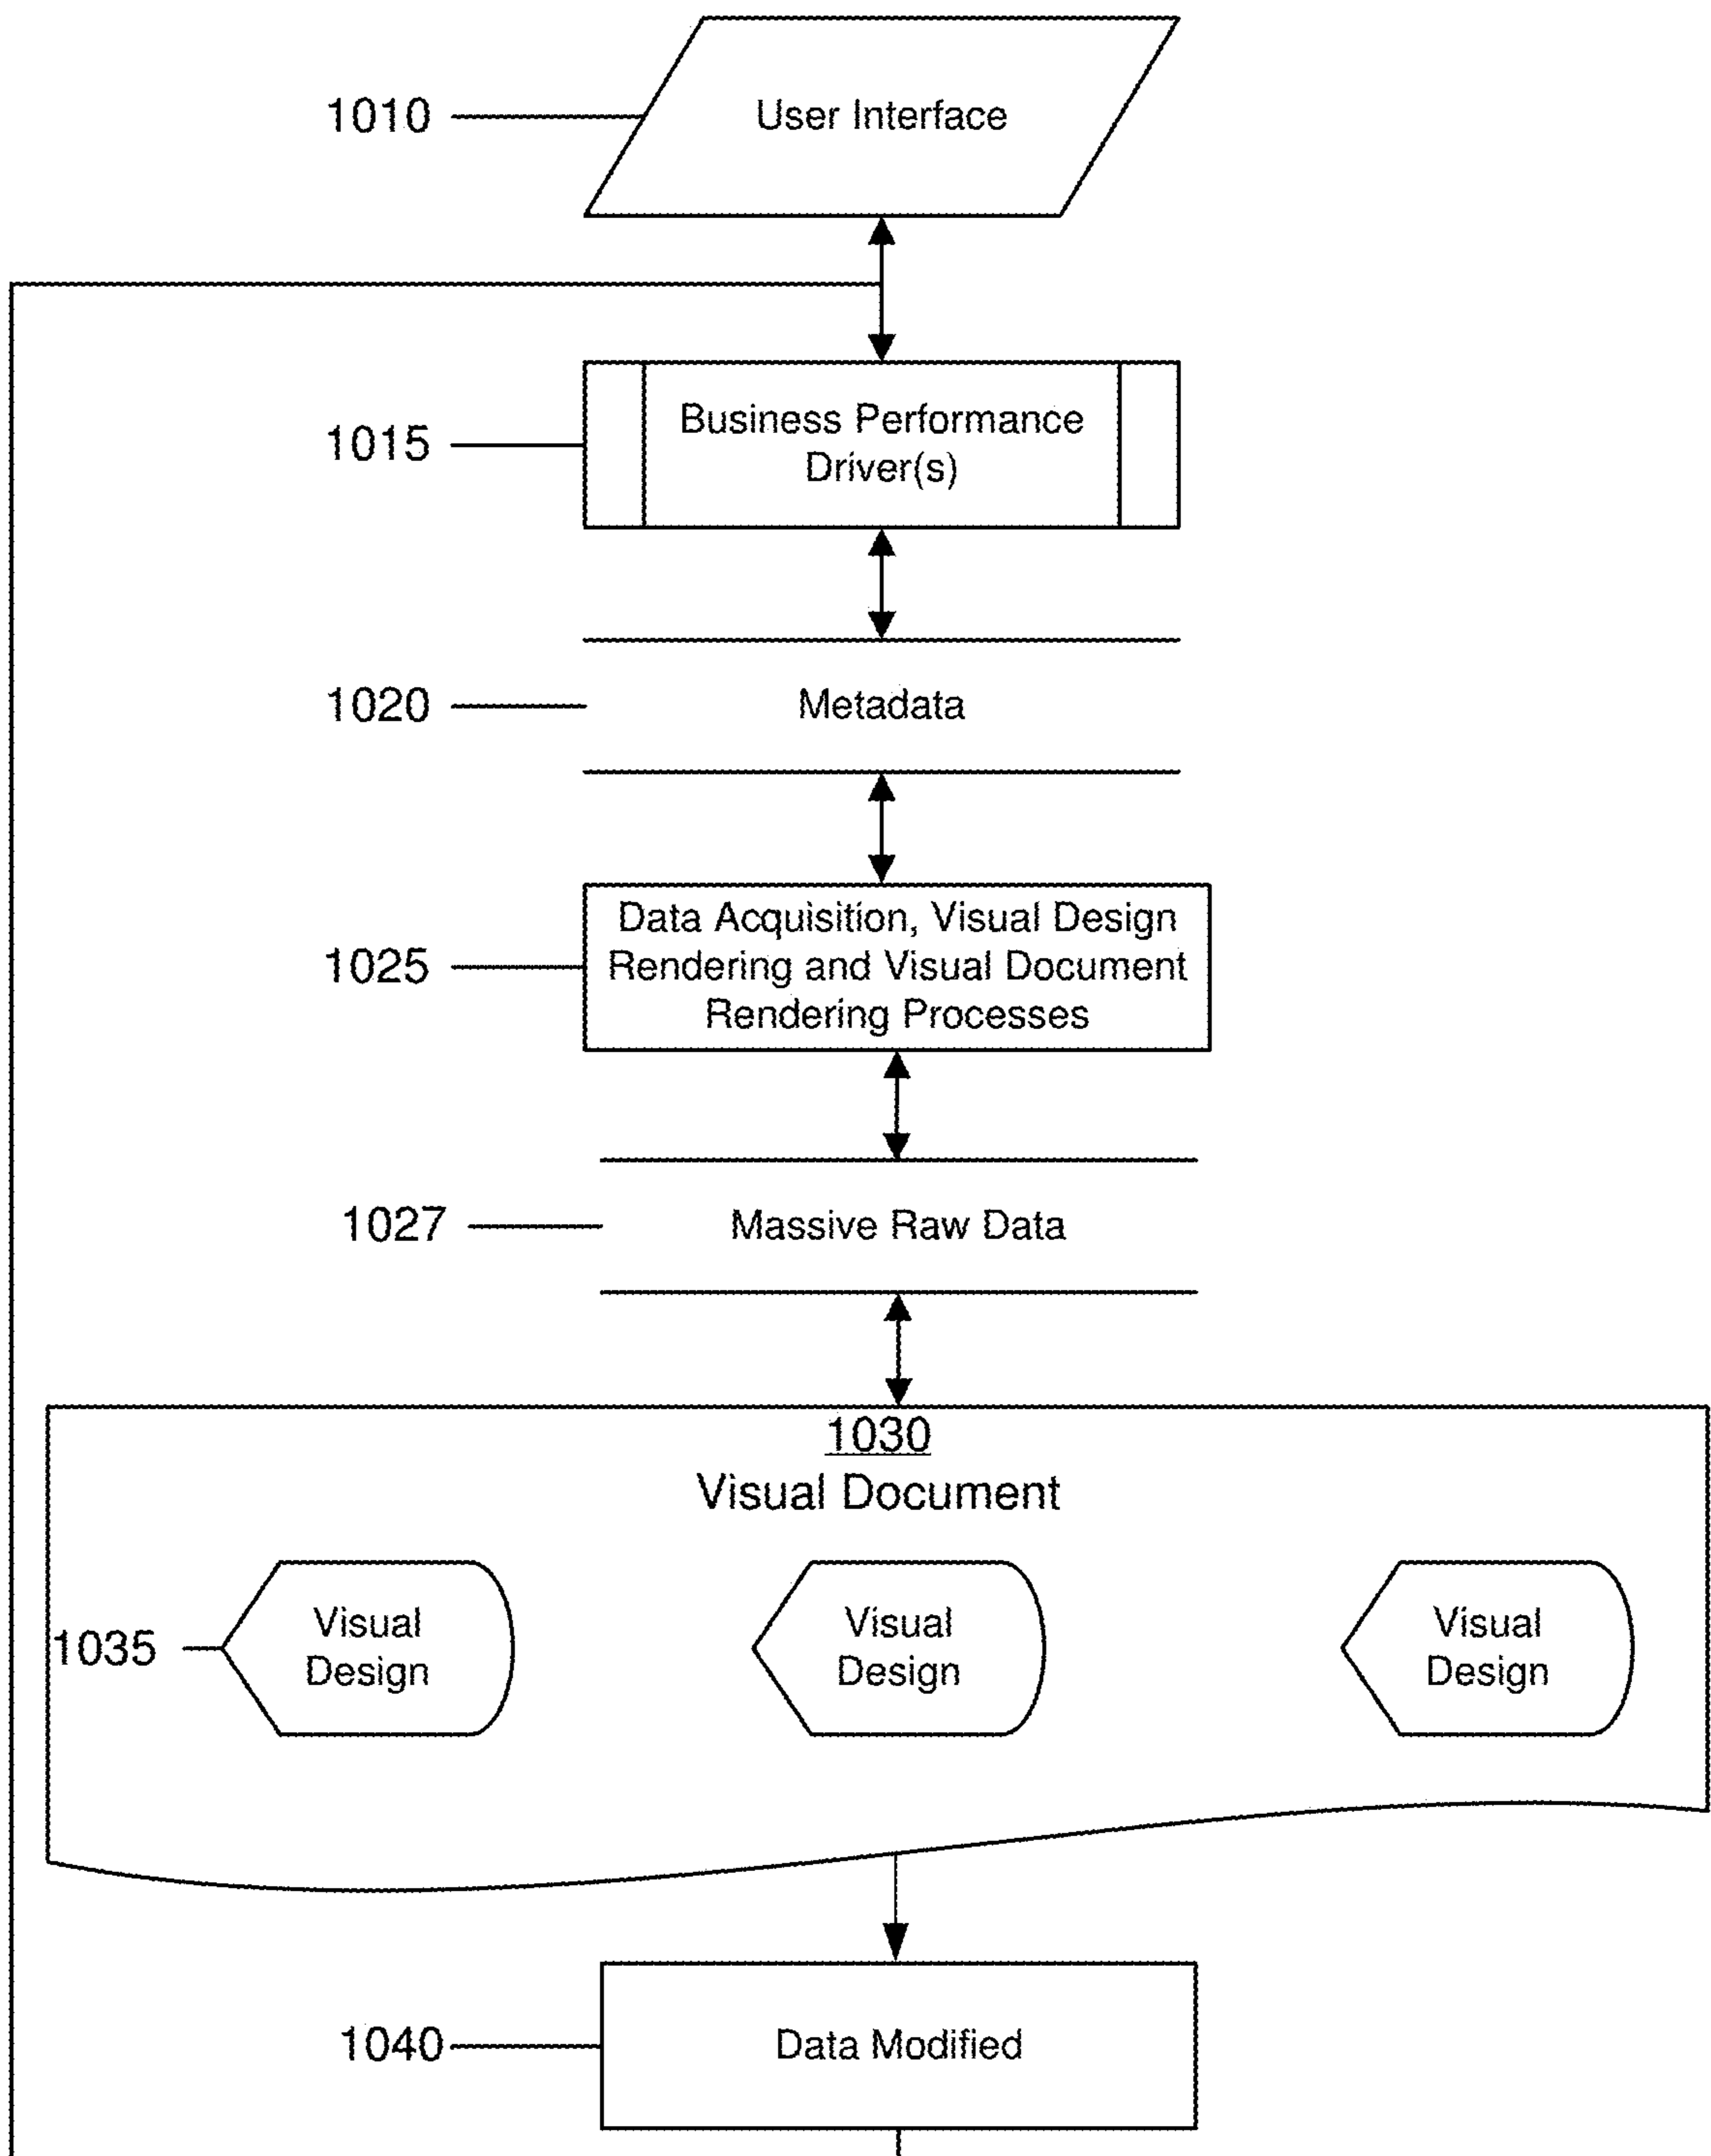 1010
User Interface
1015
Business Performance
Driver(s)
1020
Metadata
1025
Data Acquisition, Visual Design
Rendering and Visual Document
Rendering Processes
1027
Massive Raw Data
1030
Visual Document
1035
Visual
Design
Visual
Design
Visual
Design
1040
Data Modified